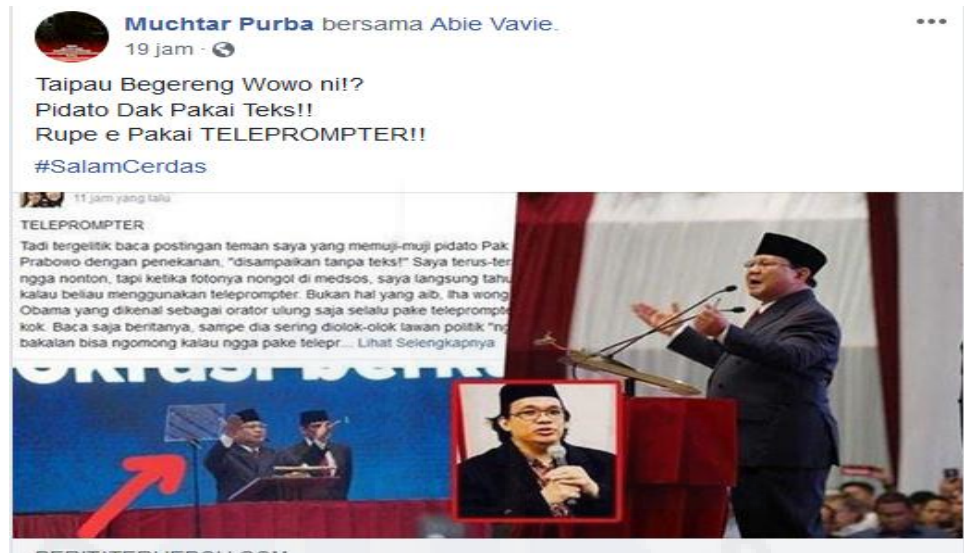 Muchtar Purba bersama Abie Vavie.
19 jam ·
Taipau Begereng Wowo ni!?
Pidato Dak Pakai Teks!!
Rupe e Pakai TELEPROMPTER!!
#SalamCerdas
11 jam yang lalu
TELEPROMPTER
Tadi tergelitik baca postingan teman saya yang memuji-muji pidato Pak
Prabowo dengan penekanan, "disampaikan tanpa teks!" Saya terus-ter
ngga nonton, tapi ketika fotonya nongol di medsos, saya langsung tahu
kalau beliau menggunakan teleprompter. Bukan hal yang aib, lha wong
Obama yang dikenal sebagai orator ulung saja selalu pake teleprompte
kok. Baca saja beritanya, sampe dia sering diolok-olok lawan politik "ng
bakalan bisa ngomong kalau ngga pake telepr... Lihat Selengkapnya